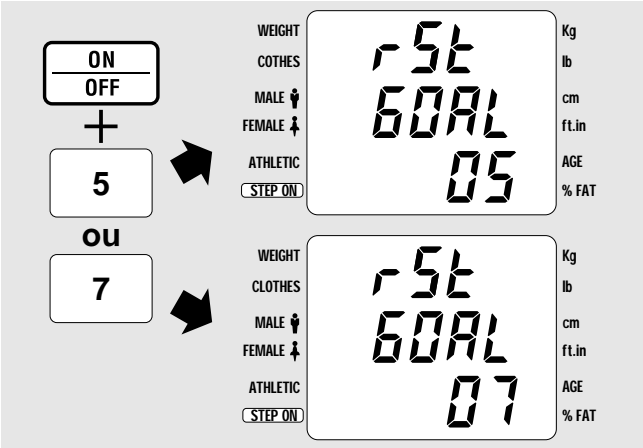 ON
OFF
+
5
ou
7
WEIGHT rSt Kg
COTHES lb
MALE GOAL cm
FEMALE ft.in
ATHLETIC 05 AGE
STEP ON % FAT
WEIGHT rSt Kg
CLOTHES lb
MALE GOAL cm
FEMALE ft.in
ATHLETIC 07 AGE
STEP ON % FAT